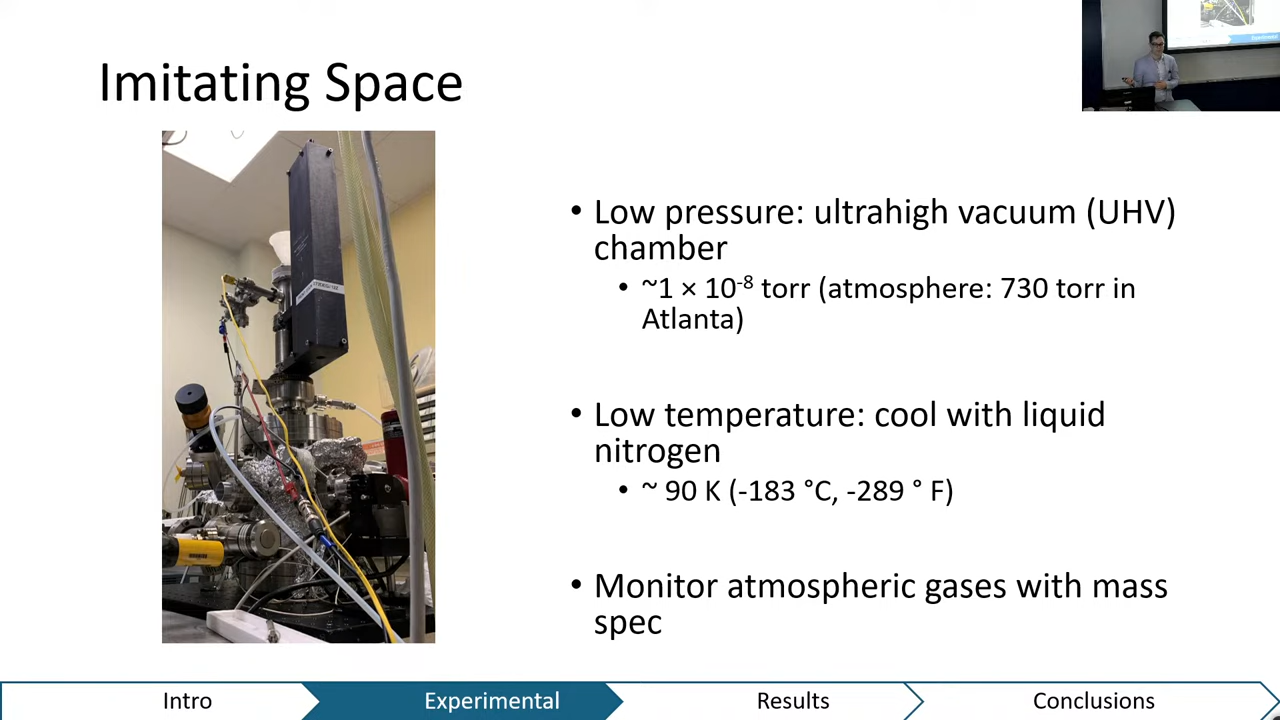 Imitating Space
• Low pressure: ultrahigh vacuum (UHV)
chamber
• ~1 × 10⁻⁸ torr (atmosphere: 730 torr in
Atlanta)
• Low temperature: cool with liquid
nitrogen
• ~ 90 K (-183 °C, -289 ° F)
• Monitor atmospheric gases with mass
spec
Intro
Experimental
Results
Conclusions